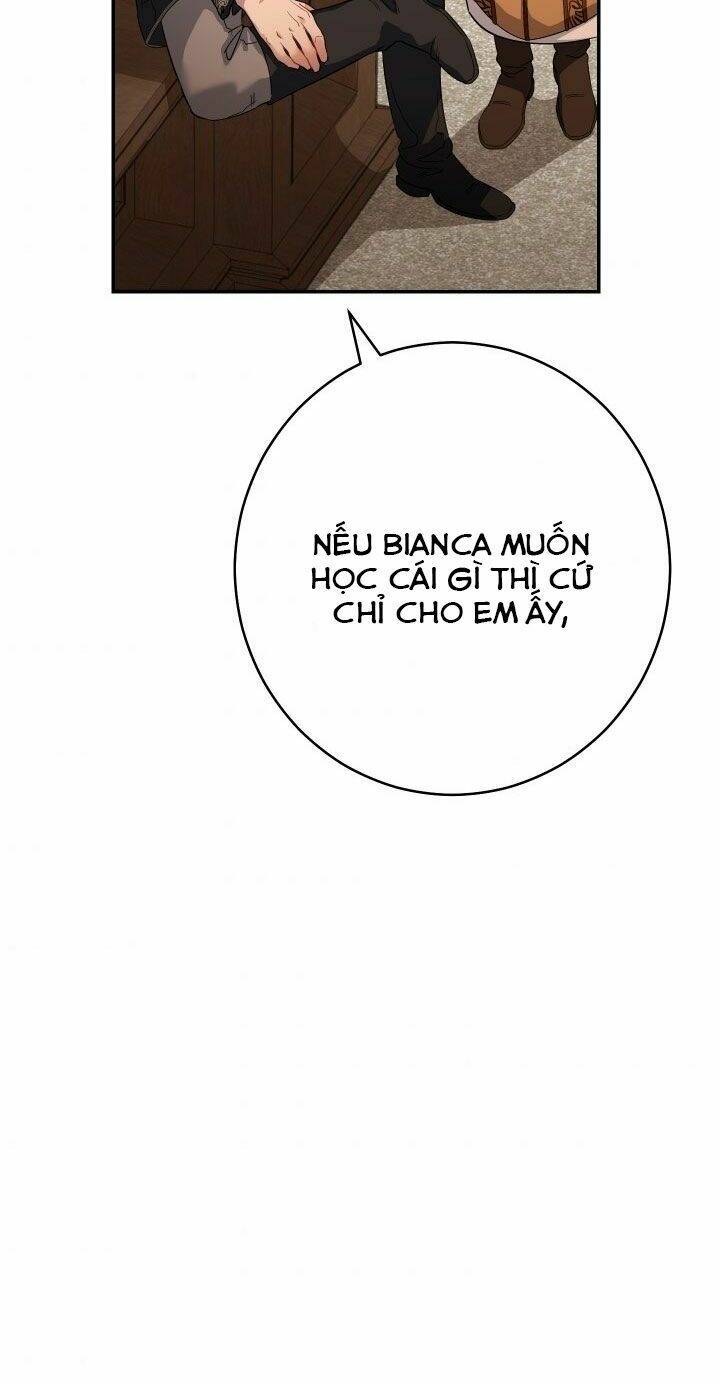 NẾU BIANCA MUỐN
HỌC CÁI GÌ THÌ CỨ
CHỈ CHO EM ẤY,